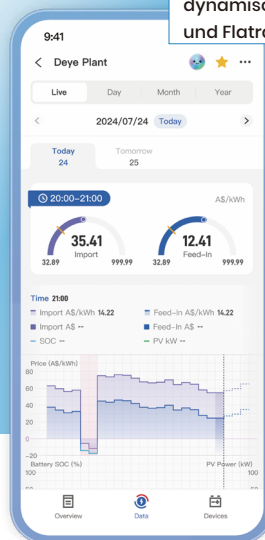 dynamisc
und Flatra
9:41
Deye Plant
Live Day Month Year
2024/07/24 Today
Today Tomorrow
24 25
20:00-21:00 A$/kWh
35.41 12.41
Import Feed-In
32.89 999.99 32.89 999.99
Time 21:00
Import A$/kWh 14.22 Feed-In A$/kWh 14.22
Import A$ -- Feed-In A$ --
SOC -- PV kW --
Price (A$/kWh)
80
60
40
20
0
-20
Battery SOC (%) PV Power (kW)
100 100
Overview Data Devices